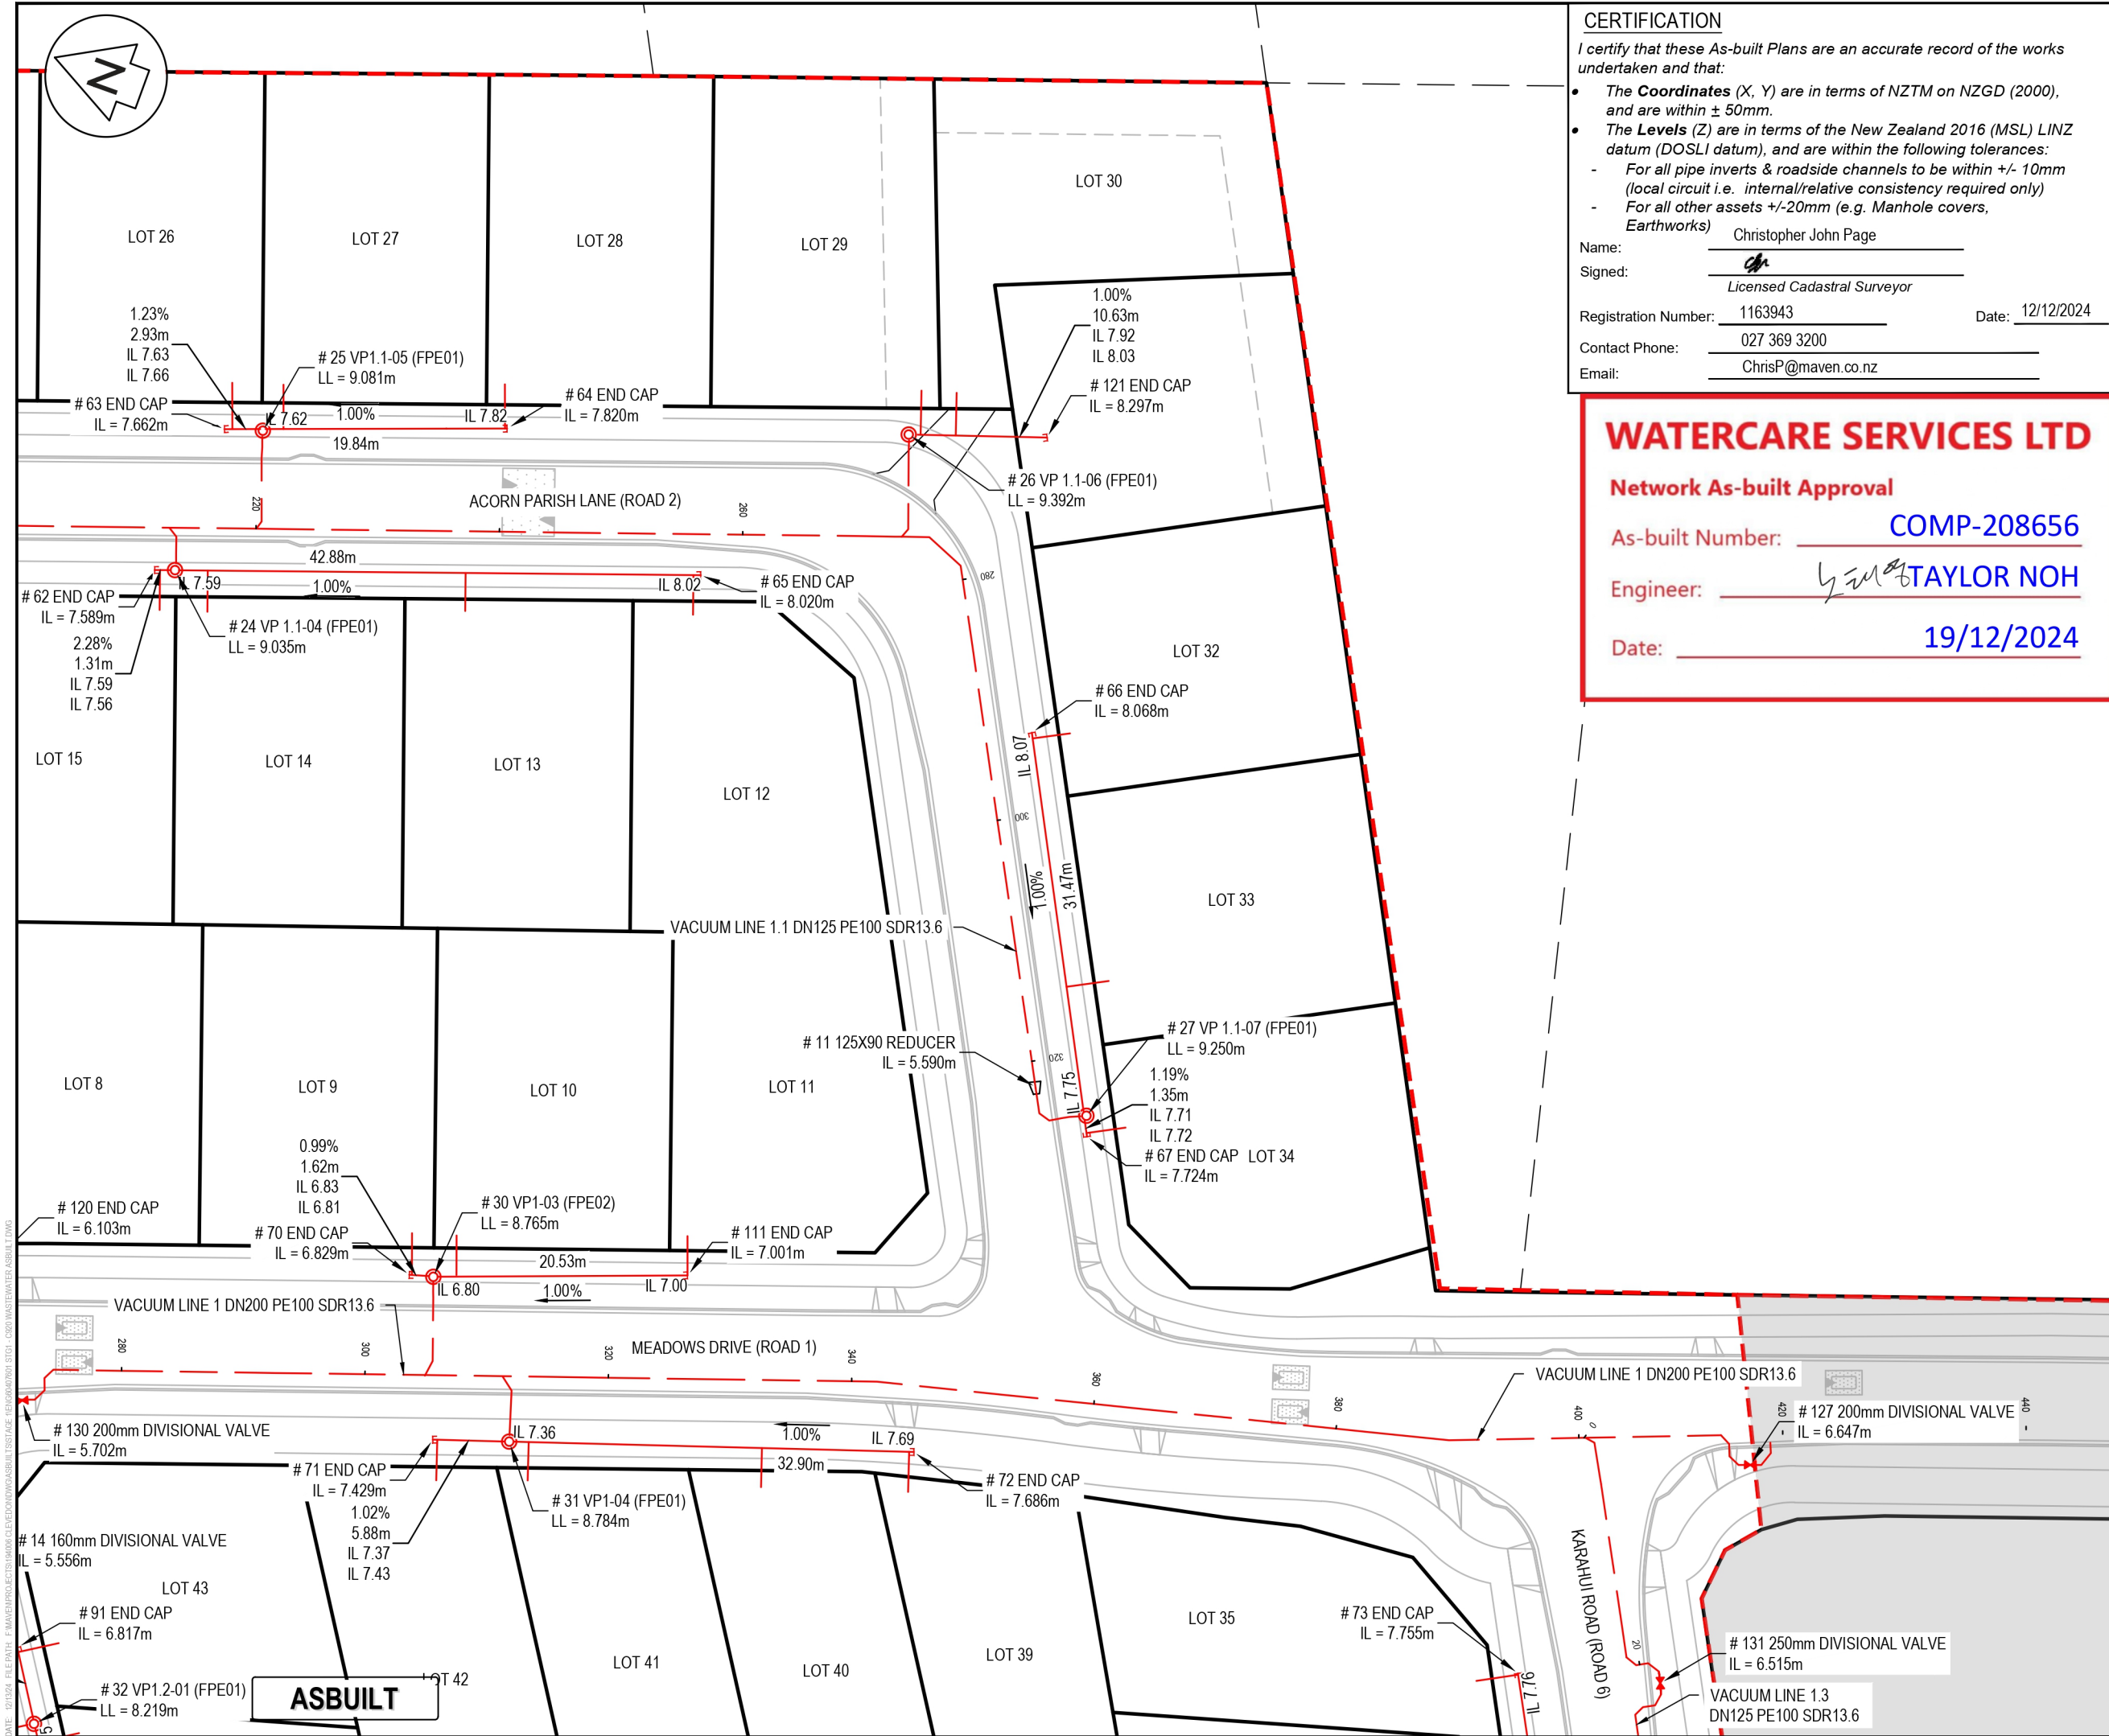 N
CERTIFICATION
I certify that these As-built Plans are an accurate record of the works
undertaken and that:
• The Coordinates (X, Y) are in terms of NZTM on NZGD (2000),
and are within ± 50mm.
• The Levels (Z) are in terms of the New Zealand 2016 (MSL) LINZ
datum (DOSLI datum), and are within the following tolerances:
- For all pipe inverts & roadside channels to be within +/- 10mm
(local circuit i.e. internal/relative consistency required only)
- For all other assets +/-20mm (e.g. Manhole covers,
Earthworks)
Name: Christopher John Page
Signed:
Licensed Cadastral Surveyor
Registration Number: 1163943 Date: 12/12/2024
Contact Phone: 027 369 3200
Email: ChrisP@maven.co.nz
WATERCARE SERVICES LTD
Network As-built Approval
As-built Number: COMP-208656
Engineer: TAYLOR NOH
Date: 19/12/2024
LOT 26
LOT 27
LOT 28
LOT 29
LOT 30
1.23%
2.93m
IL 7.63
IL 7.66
# 25 VP1.1-05 (FPE01)
LL = 9.081m
# 63 END CAP
IL = 7.662m
IL 7.62
1.00%
19.84m
IL 7.82
# 64 END CAP
IL = 7.820m
1.00%
10.63m
IL 7.92
IL 8.03
# 121 END CAP
IL = 8.297m
# 26 VP 1.1-06 (FPE01)
LL = 9.392m
220
ACORN PARISH LANE (ROAD 2)
260
280
42.88m
IL 7.59
1.00%
IL 8.02
# 65 END CAP
IL = 8.020m
# 62 END CAP
IL = 7.589m
2.28%
1.31m
IL 7.59
IL 7.56
# 24 VP 1.1-04 (FPE01)
LL = 9.035m
LOT 32
# 66 END CAP
IL = 8.068m
LOT 15
LOT 14
LOT 13
LOT 12
IL 8.07
300
1.00%
31.47m
LOT 33
VACUUM LINE 1.1 DN125 PE100 SDR13.6
# 11 125X90 REDUCER
IL = 5.590m
320
IL 7.75
# 27 VP 1.1-07 (FPE01)
LL = 9.250m
1.19%
1.35m
IL 7.71
IL 7.72
# 67 END CAP
IL = 7.724m
LOT 34
LOT 8
LOT 9
LOT 10
LOT 11
0.99%
1.62m
IL 6.83
IL 6.81
# 120 END CAP
IL = 6.103m
# 70 END CAP
IL = 6.829m
# 30 VP1-03 (FPE02)
LL = 8.765m
# 111 END CAP
IL = 7.001m
20.53m
IL 6.80
1.00%
IL 7.00
VACUUM LINE 1 DN200 PE100 SDR13.6
280
300
320
MEADOWS DRIVE (ROAD 1)
340
360
380
400
0
420
440
VACUUM LINE 1 DN200 PE100 SDR13.6
# 127 200mm DIVISIONAL VALVE
IL = 6.647m
# 130 200mm DIVISIONAL VALVE
IL = 5.702m
IL 7.36
1.00%
IL 7.69
32.90m
# 71 END CAP
IL = 7.429m
1.02%
5.88m
IL 7.37
IL 7.43
# 31 VP1-04 (FPE01)
LL = 8.784m
# 72 END CAP
IL = 7.686m
# 14 160mm DIVISIONAL VALVE
IL = 5.556m
LOT 43
# 91 END CAP
IL = 6.817m
# 32 VP1.2-01 (FPE01)
LL = 8.219m
ASBUILT
LOT 42
LOT 41
LOT 40
LOT 39
LOT 35
# 73 END CAP
IL = 7.755m
IL 7.76
KARAHUI ROAD (ROAD 6)
20
# 131 250mm DIVISIONAL VALVE
IL = 6.515m
VACUUM LINE 1.3
DN125 PE100 SDR13.6